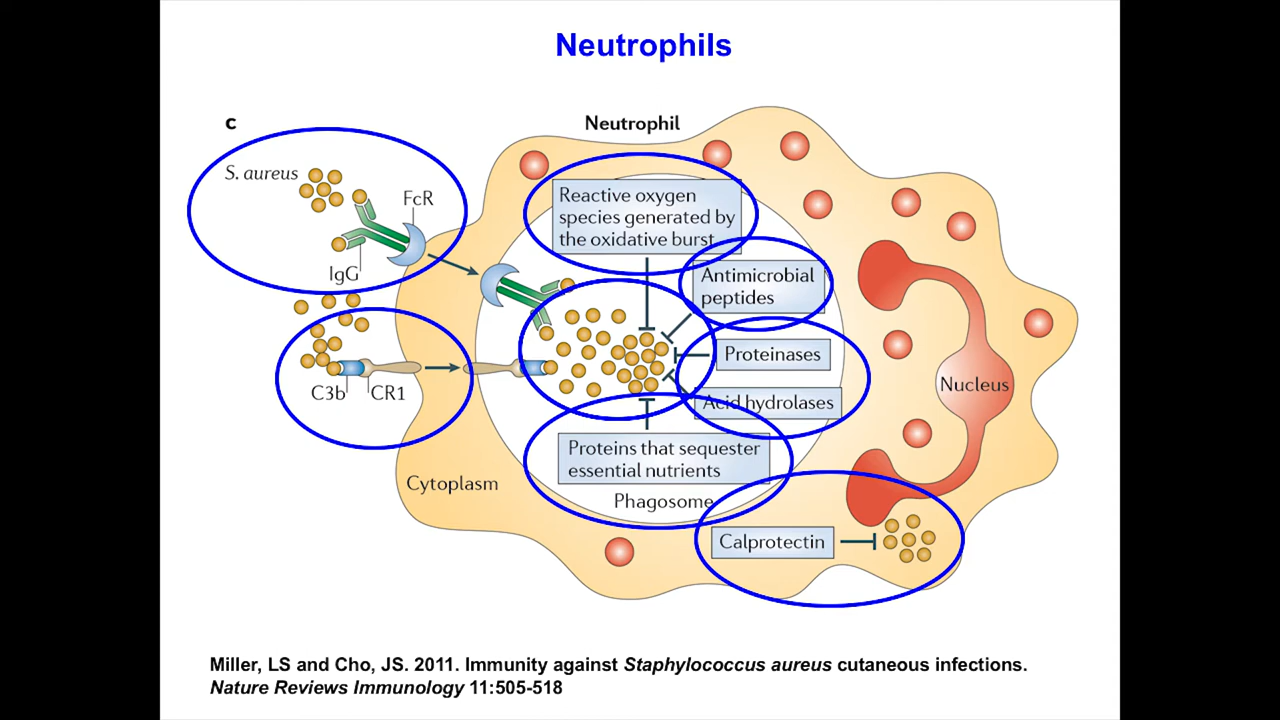 Neutrophils
c
Neutrophil
S. aureus
FcR
IgG
C3b
CR1
Reactive oxygen
species generated by
the oxidative burst
Antimicrobial
peptides
Proteinases
Acid hydrolases
Proteins that sequester
essential nutrients
Phagosome
Cytoplasm
Nucleus
Calprotectin
Miller, LS and Cho, JS. 2011. Immunity against Staphylococcus aureus cutaneous infections.
Nature Reviews Immunology 11:505-518